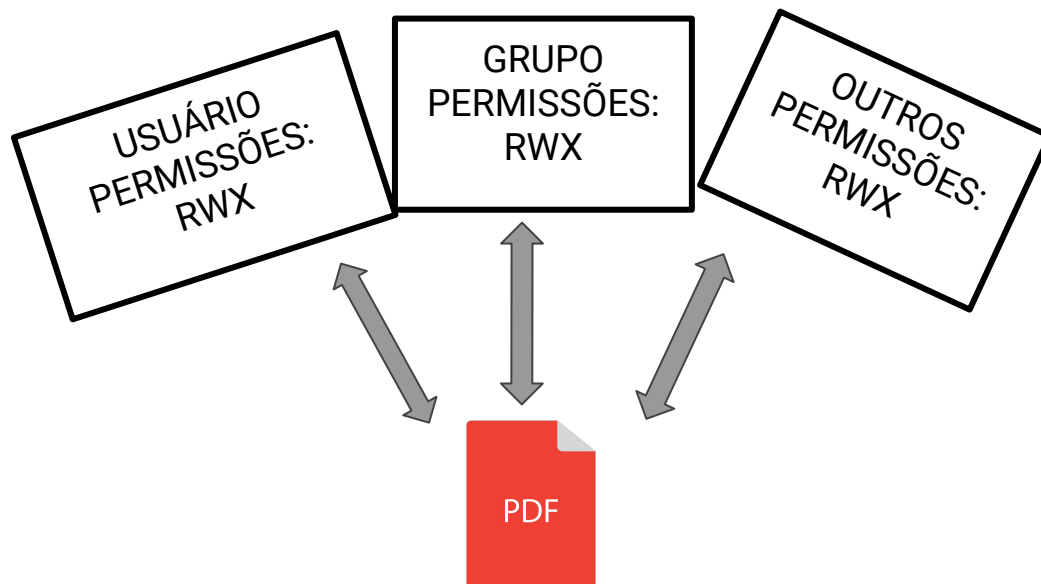 USUÁRIO
PERMISSÕES:
RWX
GRUPO
PERMISSÕES:
RWX
OUTROS
PERMISSÕES:
RWX
PDF